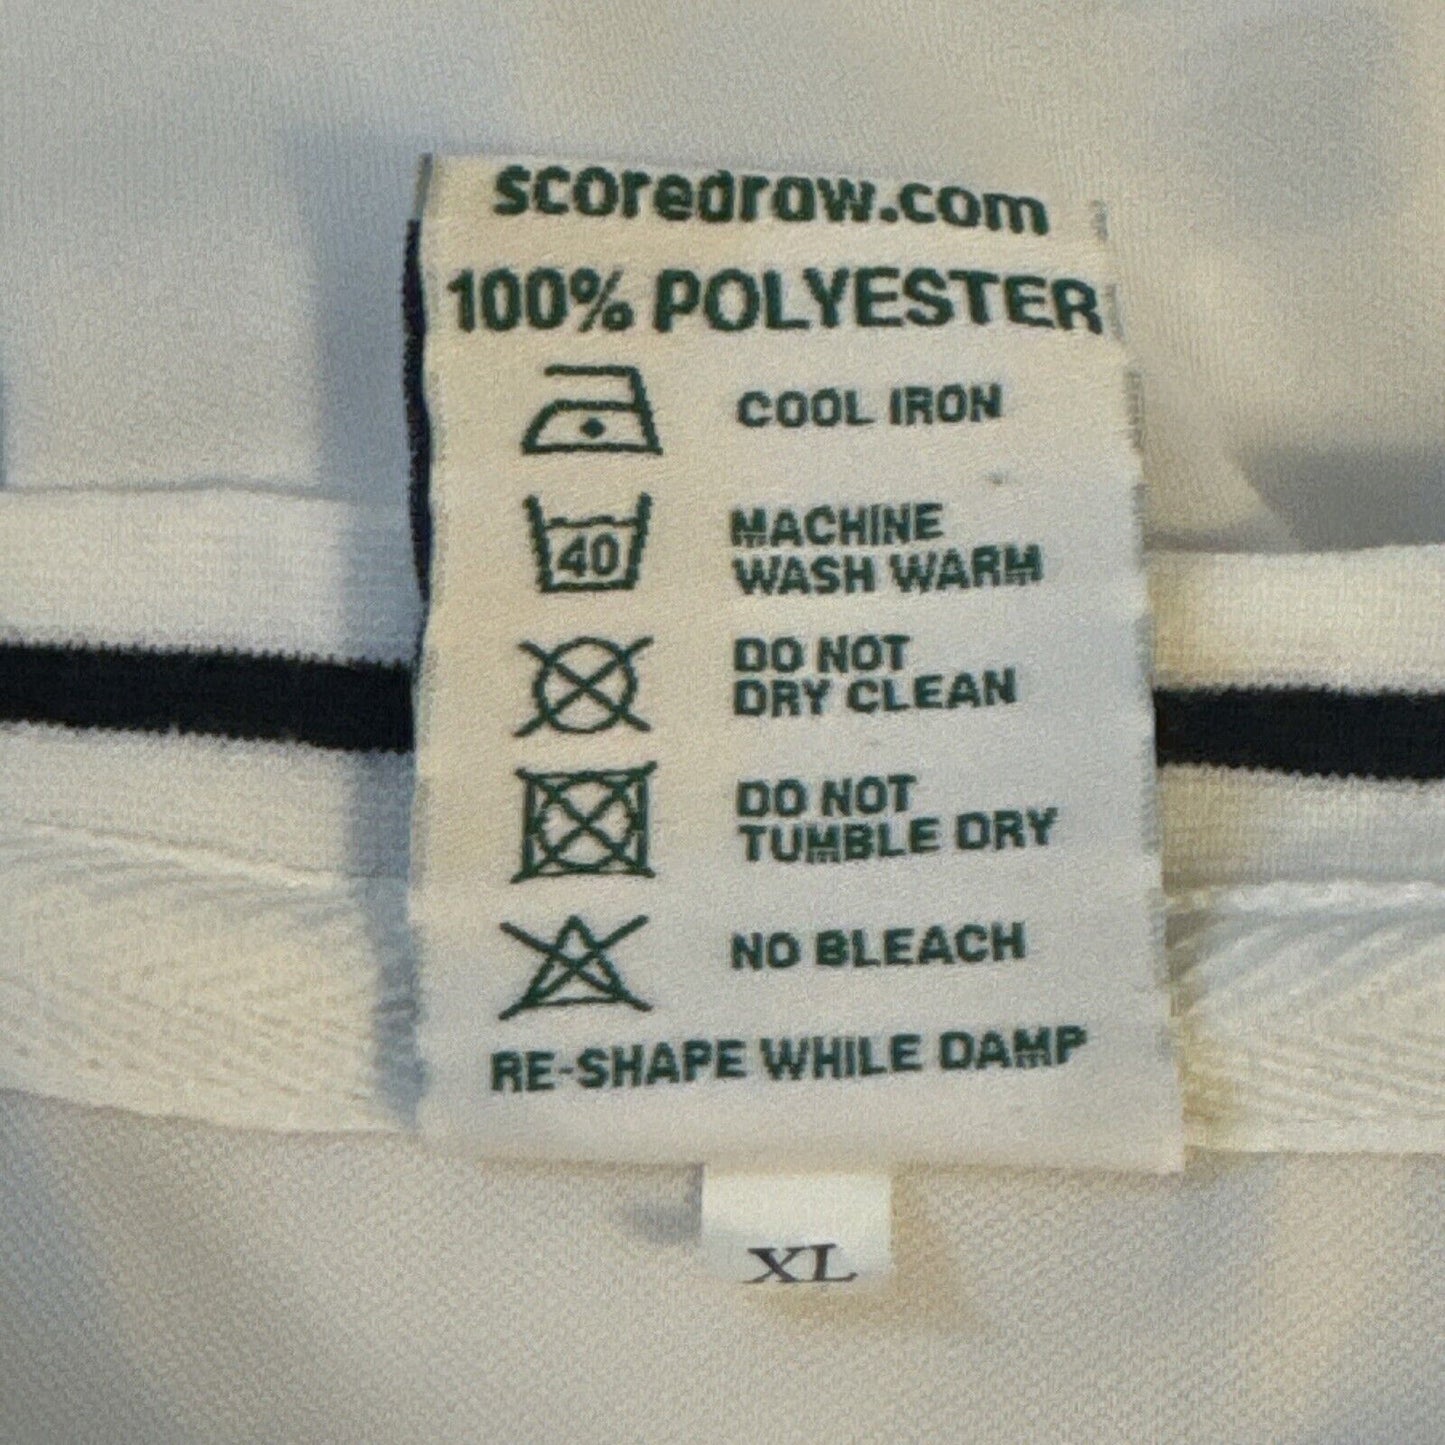 scoredraw.com
100% POLYESTER
COOL IRON
40
MACHINE
WASH WARM
DO NOT
DRY CLEAN
DO NOT
TUMBLE DRY
NO BLEACH
RE-SHAPE WHILE DAMP
XL